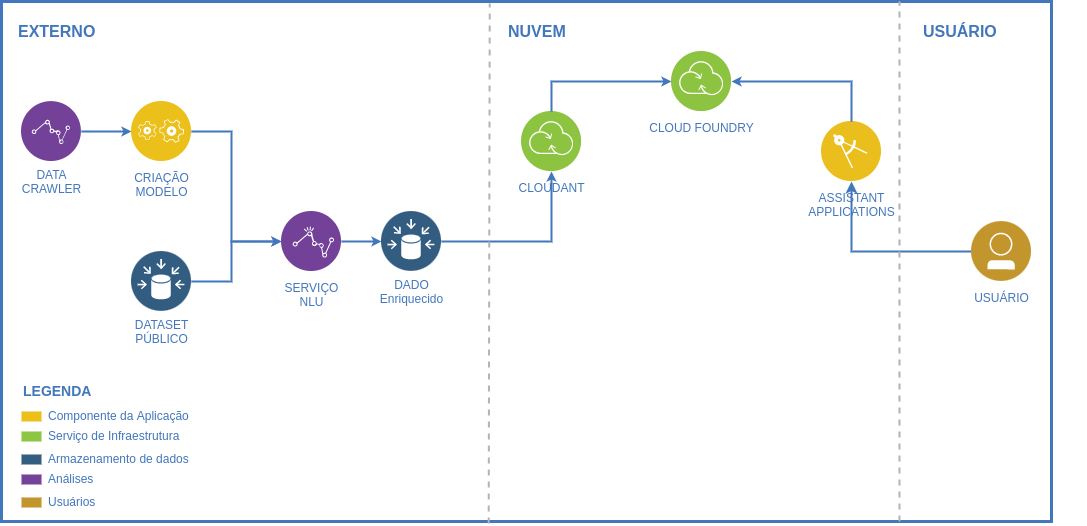 EXTERNO
NUVEM
USUÁRIO
DATA
CRAWLER
CRIAÇÃO
MODELO
DATASET
PÚBLICO
SERVIÇO
NLU
DADO
Enriquecido
CLOUDANT
CLOUD FOUNDRY
ASSISTANT
APPLICATIONS
USUÁRIO
LEGENDA
Componente da Aplicação
Serviço de Infraestrutura
Armazenamento de dados
Análises
Usuários